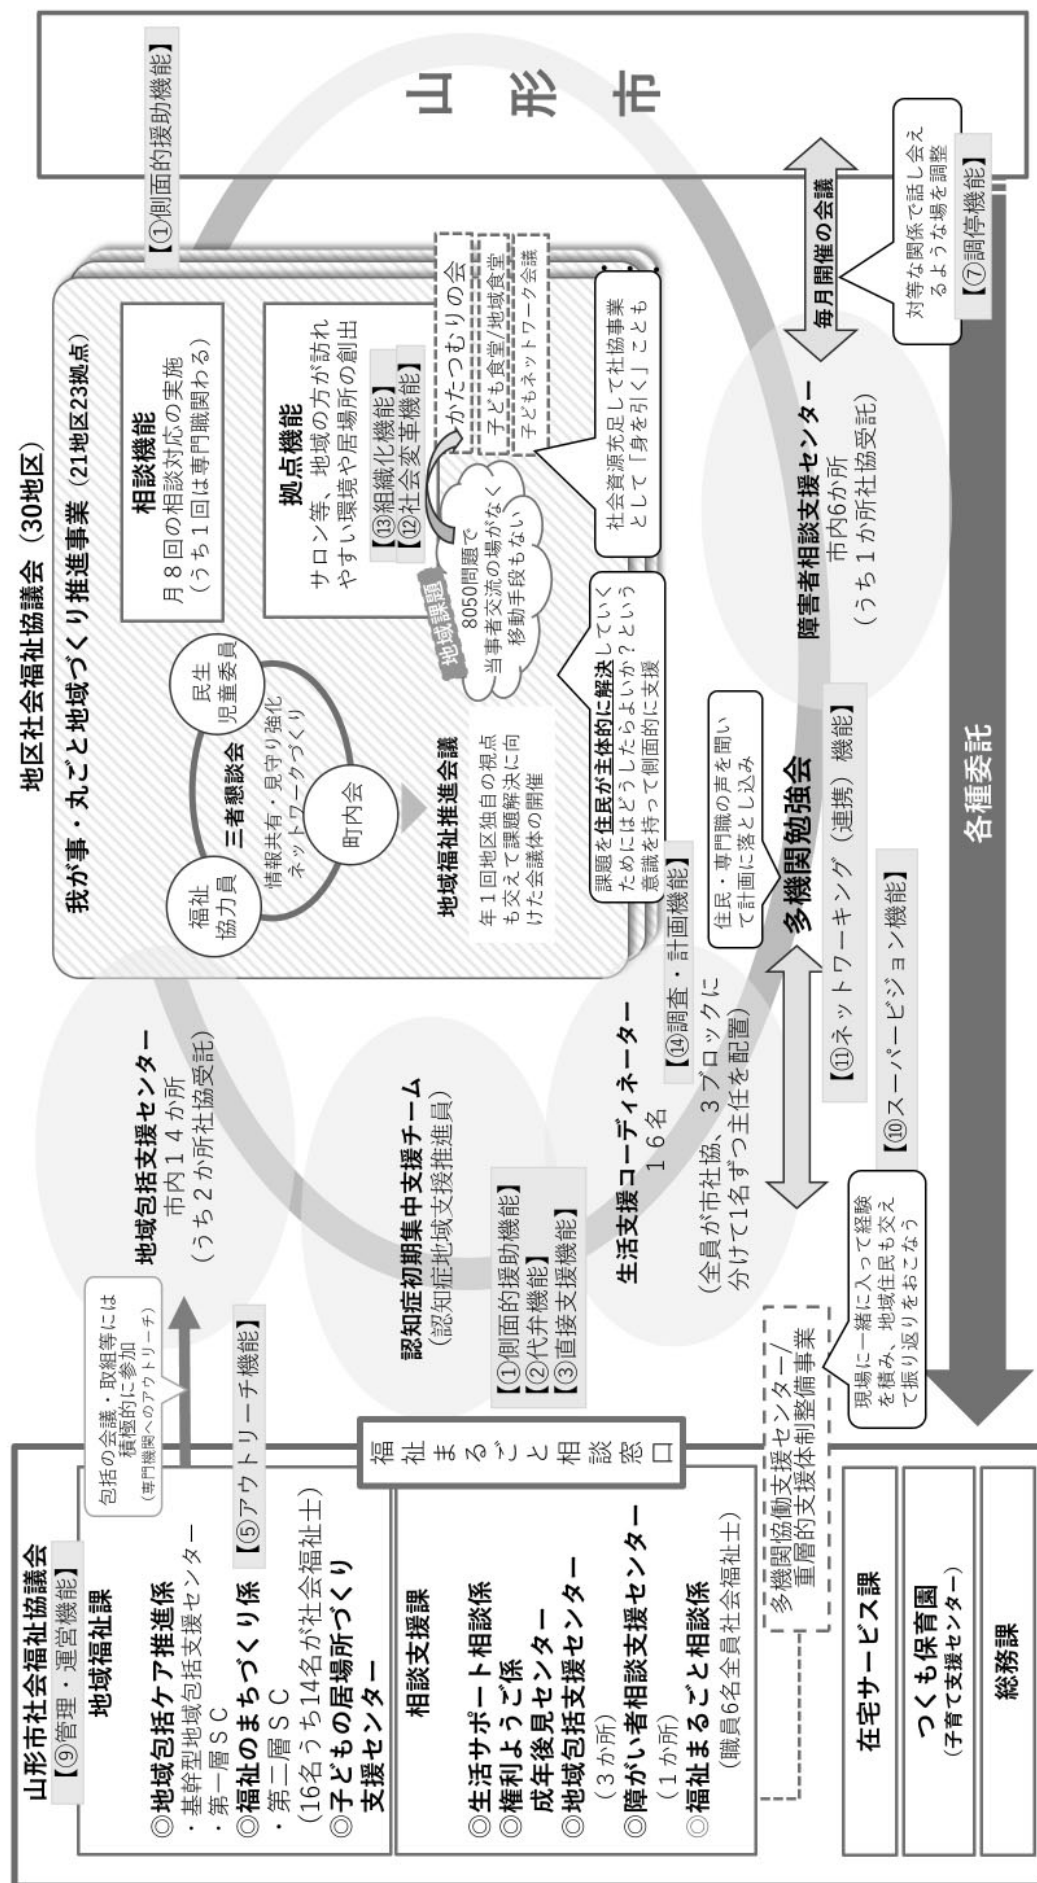 地区社会福祉協議会（30地区）
我が事・丸ごと地域づくり推進事業（21地区23拠点）
【①側面的援助機能】
相談機能
月８回の相談対応の実施
（うち１回は専門職関わる）
拠点機能
サロン等、地域の方が訪れ
やすい環境や居場所の創出
【⑬組織化機能】
【⑫社会変革機能】
民生
児童委員
福祉
協力員
三者懇談会
情報共有・見守り強化
ネットワークづくり
町内会
地域福祉推進会議
年１回地区独自の視点
も交えて課題解決に向
けた会議体の開催
地域課題
8050問題で
当事者交流の場がなく
移動手段もない
かたつむりの会
子ども食堂/地域食堂
子どもネットワーク会議
課題を住民が主体的に解決していく
ためにはどうしたらよいか？という
意識を持って側面的に支援
社会資源充足して社協事業
として「身を引く」ことも
山形市
毎月開催の会議
対等な関係で話し会え
るような場を調整
【⑦調停機能】
障害者相談支援センター
市内6か所
（うち１か所社協受託）
地域包括支援センター
市内１４か所
（うち２か所社協受託）
認知症初期集中支援チーム
（認知症地域支援推進員）
【①側面的援助機能】
【②代弁機能】
【③直接支援機能】
生活支援コーディネーター
１６名
（全員が市社協、３ブロックに
分けて1名ずつ主任を配置）
【⑭調査・計画機能】
住民・専門職の声を聞い
て計画に落とし込み
多機関勉強会
【⑪ネットワーキング（連携）機能】
【⑩スーパービジョン機能】
現場に一緒に入って経験
を積み、地域住民も交え
て振り返りをおこなう
各種委託
山形市社会福祉協議会
【⑨管理・運営機能】
包括の会議・取組等には
積極的に参加
（専門機関へのアウトリーチ）
【⑤アウトリーチ機能】
地域福祉課
◎地域包括ケア推進係
・基幹型地域包括支援センター
・第一層ＳＣ
◎福祉のまちづくり係
・第二層ＳＣ
（16名うち14名が社会福祉士）
◎子どもの居場所づくり
支援センター
福祉まるごと相談窓口
相談支援課
◎生活サポート相談係
◎権利ようご係
成年後見センター
◎地域包括支援センター
（３か所）
◎障がい者相談支援センター
（１か所）
◎福祉まるごと相談係
（職員6名全員社会福祉士）
多機関協働支援センター/
重層的支援体制整備事業
在宅サービス課
つくも保育園
(子育て支援センター)
総務課